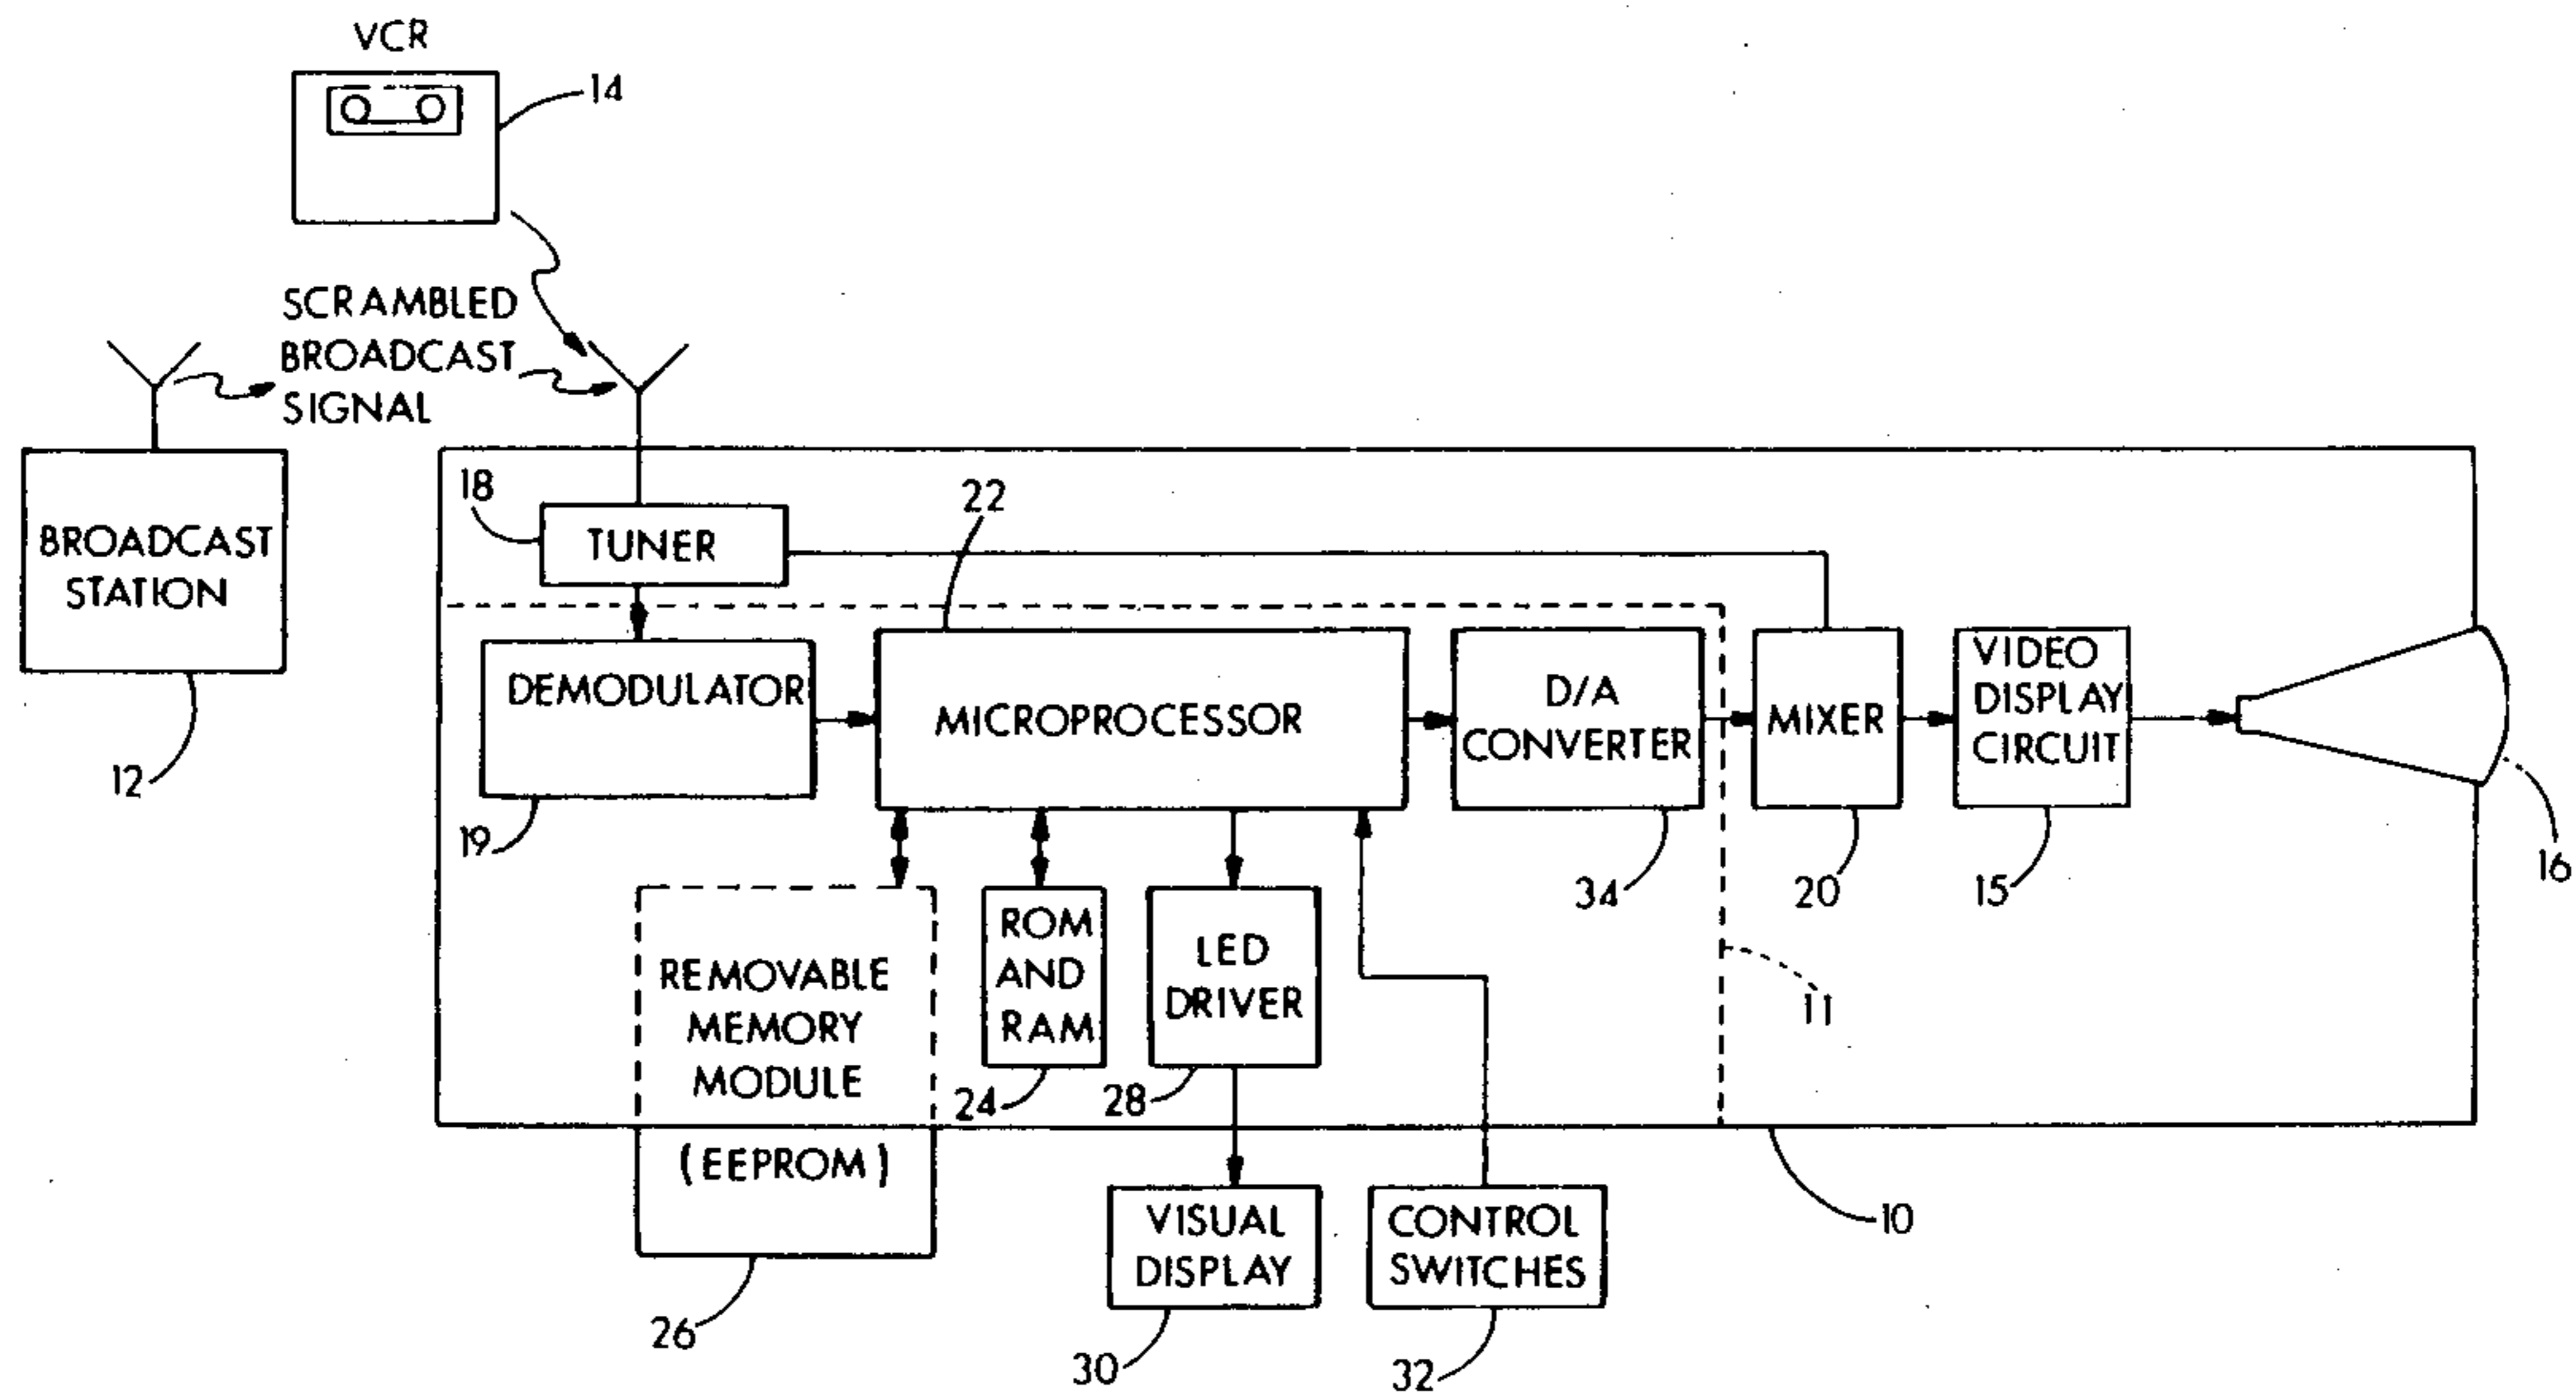 VCR
14
SCRAMBLED
BROADCAST
SIGNAL
BROADCAST
STATION
12
18
TUNER
22
DEMODULATOR
19
MICROPROCESSOR
D/A
CONVERTER
34
MIXER
20
VIDEO
DISPLAY
CIRCUIT
15
16
REMOVABLE
MEMORY
MODULE
(EEPROM)
26
ROM
AND
RAM
24
LED
DRIVER
28
11
10
VISUAL
DISPLAY
30
CONTROL
SWITCHES
32